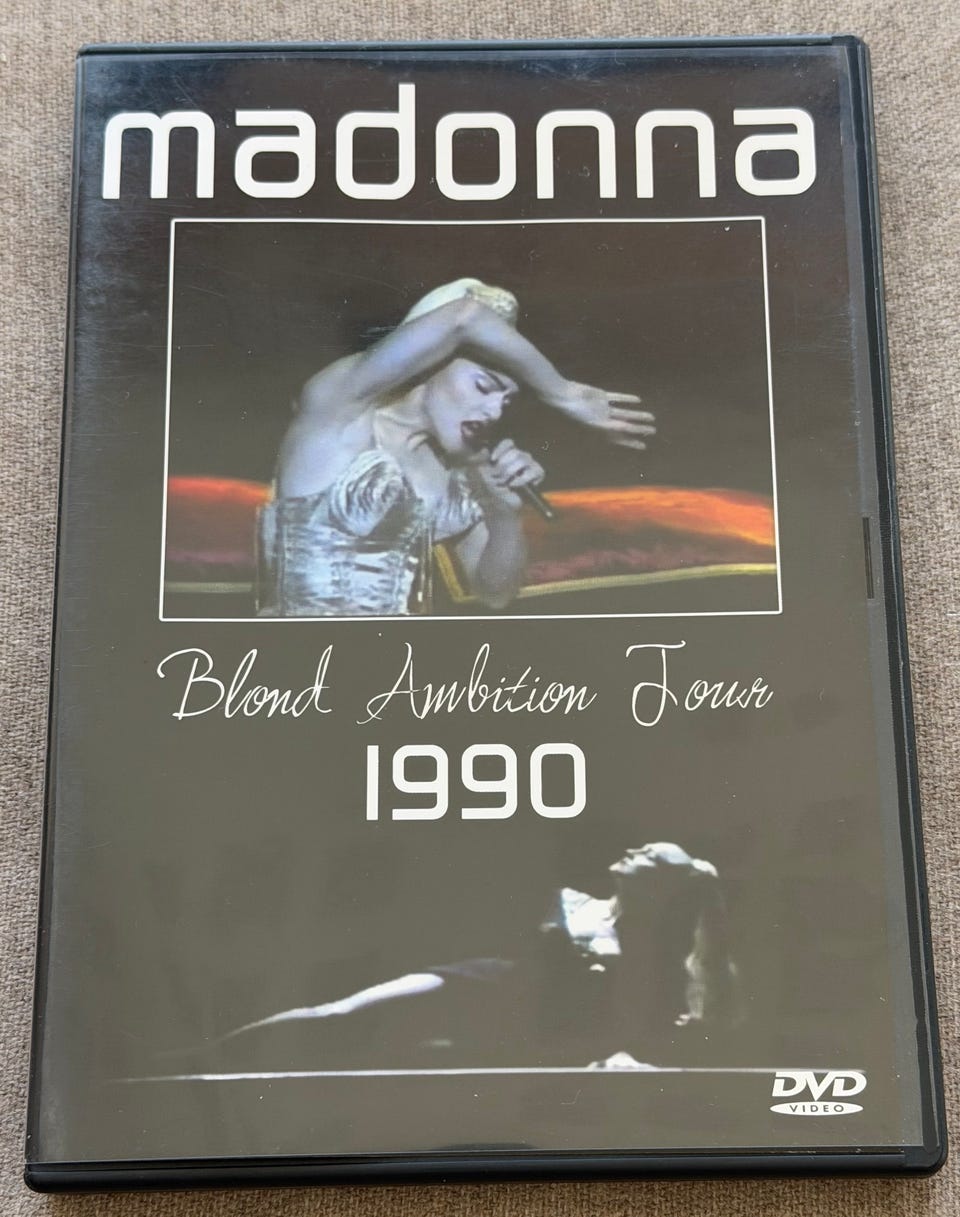 madonna
Blond Ambition Tour
1990
DVD
VIDEO